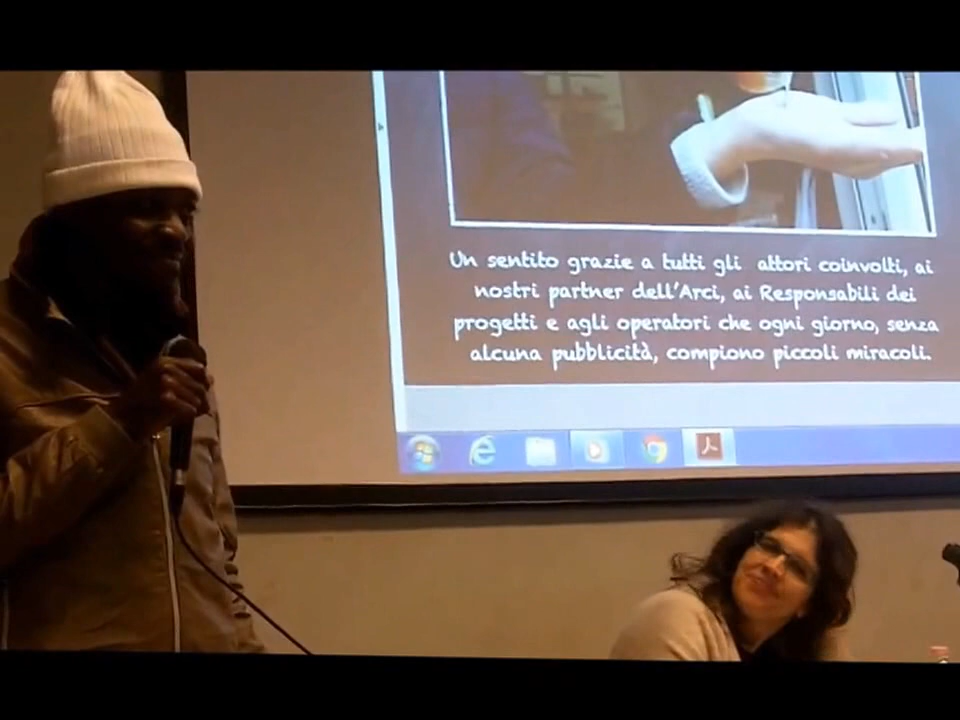 Un sentito grazie a tutti gli attori coinvolti, ai
nostri partner dell'Arci, ai Responsabili dei
progetti e agli operatori che ogni giorno, senza
alcuna pubblicità, compiono piccoli miracoli.